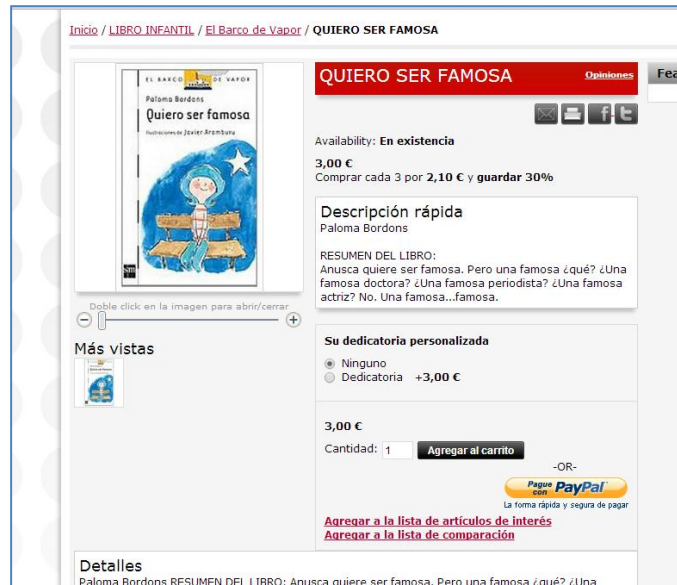 Inicio / LIBRO INFANTIL / El Barco de Vapor / QUIERO SER FAMOSA
EL BARCO DE VAPOR
Paloma Bordons
Quiero ser famosa
Ilustraciones de Javier Aramburu
sm
Doble click en la imagen para abrir/cerrar
Más vistas
QUIERO SER FAMOSA
Opiniones
Fea
Availability: En existencia
3,00 €
Comprar cada 3 por 2,10 € y guardar 30%
Descripción rápida
Paloma Bordons
RESUMEN DEL LIBRO:
Anusca quiere ser famosa. Pero una famosa ¿qué? ¿Una
famosa doctora? ¿Una famosa periodista? ¿Una famosa
actriz? No. Una famosa...famosa.
Su dedicatoria personalizada
Ninguno
Dedicatoria +3,00 €
3,00 €
Cantidad: 1 Agregar al carrito
-OR-
Pague con PayPal
La forma rápida y segura de pagar
Agregar a la lista de artículos de interés
Agregar a la lista de comparación
Detalles
Paloma Bordons RESUMEN DEL LIBRO: Anusca quiere ser famosa. Pero una famosa ¿qué? ¿Una